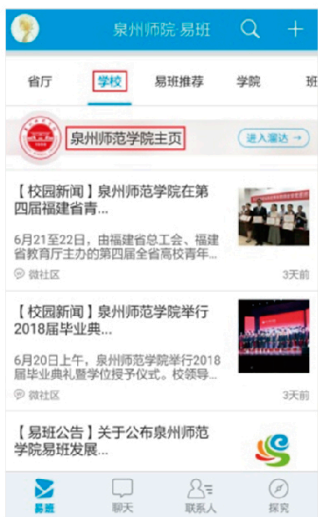 泉州师院·易班
省厅 学校 易班推荐 学院 班
泉州师范学院主页 进入溜达 →
【校园新闻】泉州师范学院在第
四届福建省青...
6月21至22日，由福建省总工会、福建
省教育厅主办的第四届全省高校青年...
微社区 3天前
【校园新闻】泉州师范学院举行
2018届毕业典...
6月20日上午，泉州师范学院举行2018
届毕业典礼暨学位授予仪式。校领导...
微社区 3天前
【易班公告】关于公布泉州师范
学院易班发展...
易班 聊天 联系人 探究